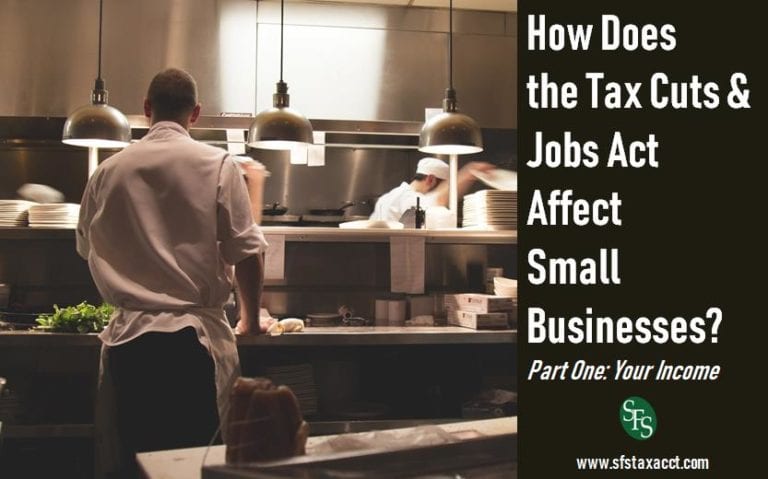 How Does
the Tax Cuts &
Jobs Act
Affect
Small
Businesses?
Part One: Your Income
SFS
www.sfstaxacct.com